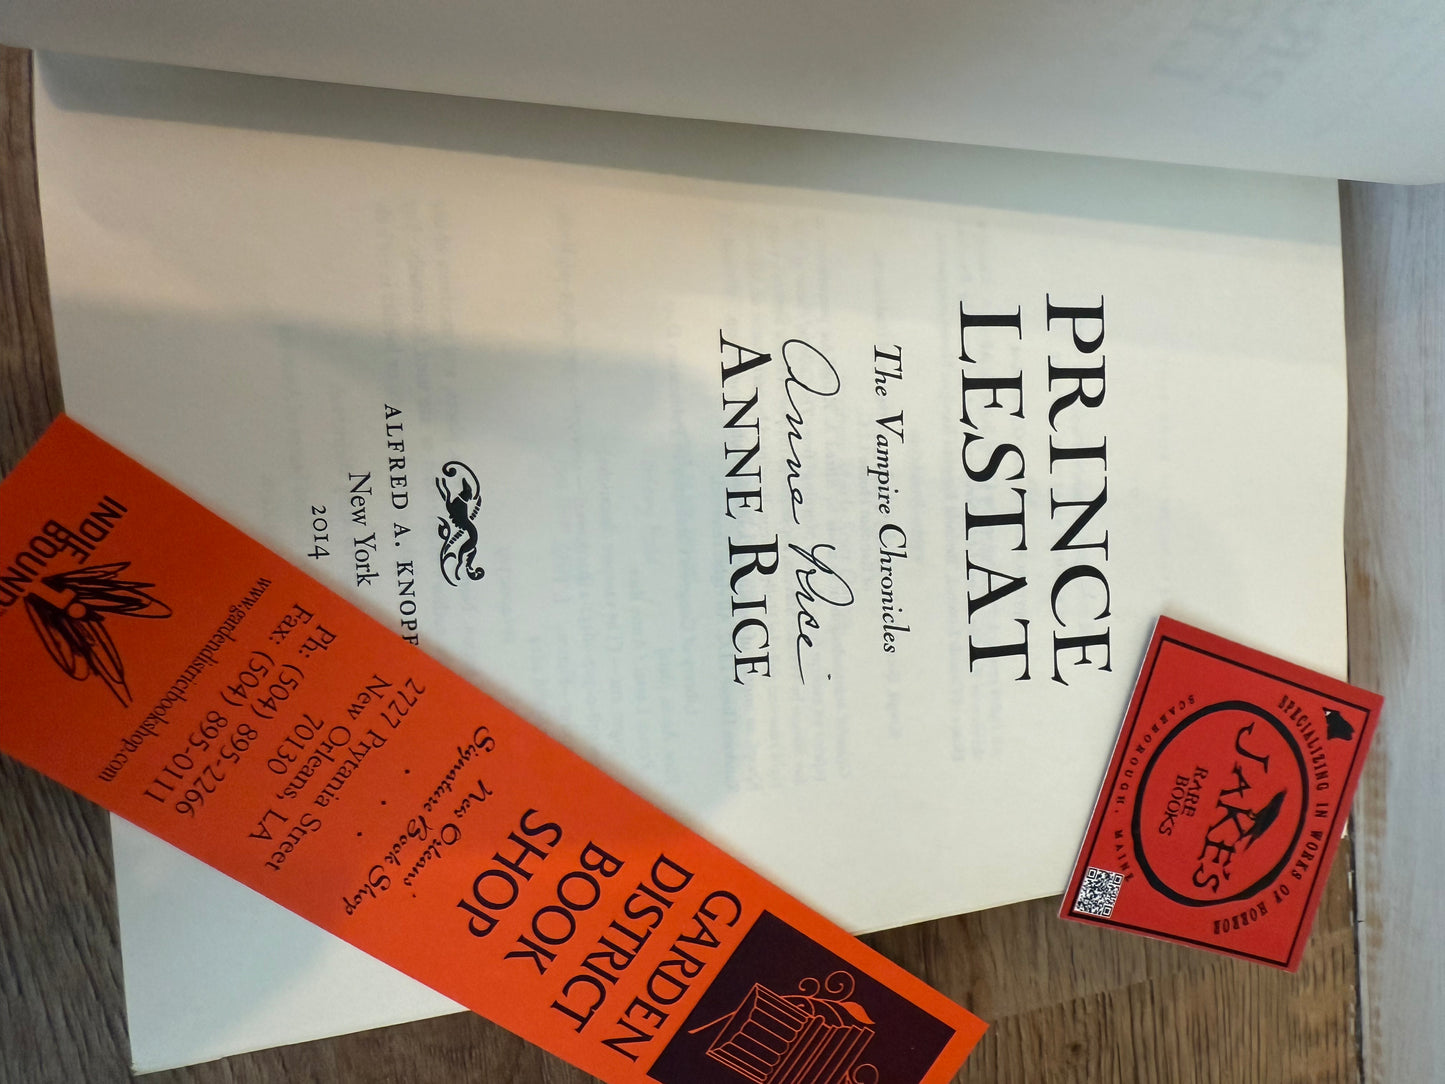 PRINCE
LESTAT
The Vampire Chronicles
Anne Rice
ANNE RICE
ALFRED A. KNOPF
New York
2014
GARDEN
DISTRICT
BOOK
SHOP
New Orleans'
Signature Book Shop
2727 Prytania Street
New Orleans, LA
70130
Ph: (504) 895-2266
Fax: (504) 895-0111
www.gardendistrictbookshop.com
INDIE
BOUND
SPECIALIZING IN WORKS OF HORROR
JAKE'S
RARE
BOOKS
SCARBOROUGH, MAINE